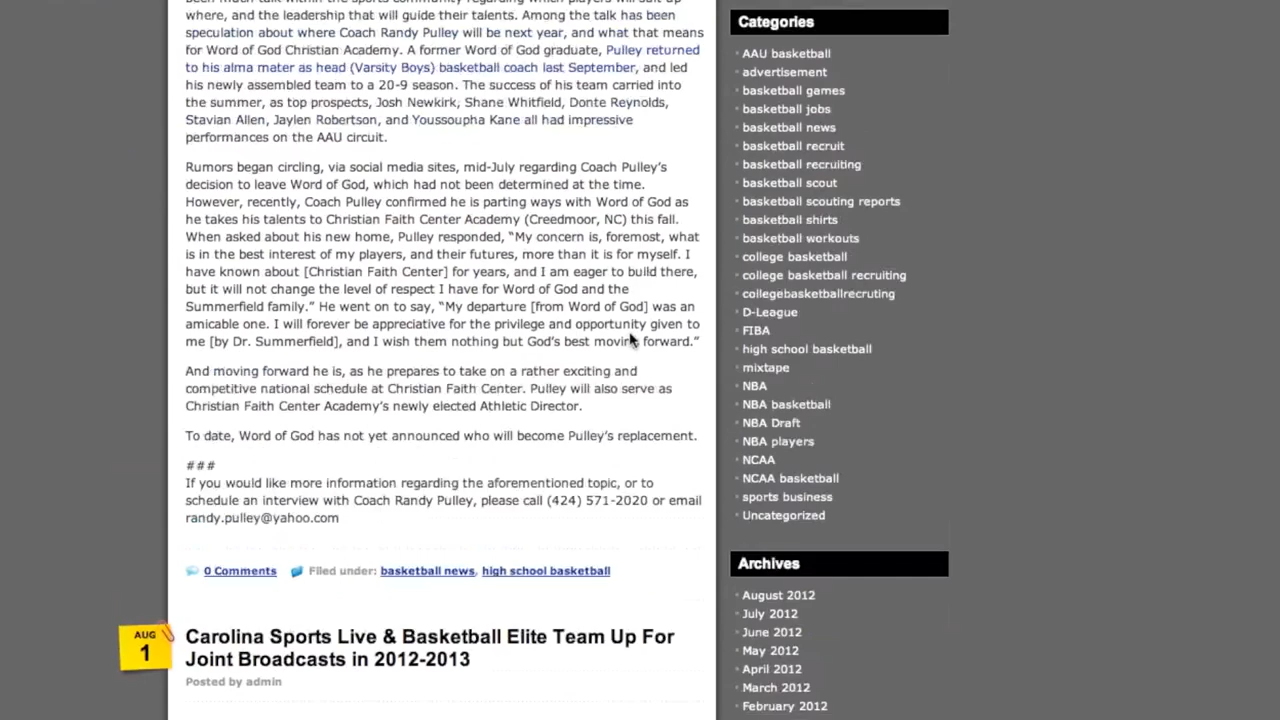 where, and the leadership that will guide their talents. Among the talk has been
speculation about where Coach Randy Pulley will be next year, and what that means
for Word of God Christian Academy. A former Word of God graduate, Pulley returned
to his alma mater as head (Varsity Boys) basketball coach last September, and led
his newly assembled team to a 20-9 season. The success of his team carried into
the summer, as top prospects, Josh Newkirk, Shane Whitfield, Donte Reynolds,
Stavian Allen, Jaylen Robertson, and Youssoupha Kane all had impressive
performances on the AAU circuit.
Rumors began circling, via social media sites, mid-July regarding Coach Pulley’s
decision to leave Word of God, which had not been determined at the time.
However, recently, Coach Pulley confirmed he is parting ways with Word of God as
he takes his talents to Christian Faith Center Academy (Creedmoor, NC) this fall.
When asked about his new home, Pulley responded, “My concern is, foremost, what
is in the best interest of my players, and their futures, more than it is for myself. I
have known about [Christian Faith Center] for years, and I am eager to build there,
but it will not change the level of respect I have for Word of God and the
Summerfield family.” He went on to say, “My departure [from Word of God] was an
amicable one. I will forever be appreciative for the privilege and opportunity given to
me [by Dr. Summerfield], and I wish them nothing but God’s best moving forward.”
And moving forward he is, as he prepares to take on a rather exciting and
competitive national schedule at Christian Faith Center. Pulley will also serve as
Christian Faith Center Academy’s newly elected Athletic Director.
To date, Word of God has not yet announced who will become Pulley’s replacement.
###
If you would like more information regarding the aforementioned topic, or to
schedule an interview with Coach Randy Pulley, please call (424) 571-2020 or email
randy.pulley@yahoo.com
0 Comments Filed under: basketball news, high school basketball
AUG
1
Carolina Sports Live & Basketball Elite Team Up For
Joint Broadcasts in 2012-2013
Posted by admin
Categories
AAU basketball
advertisement
basketball games
basketball jobs
basketball news
basketball recruit
basketball recruiting
basketball scout
basketball scouting reports
basketball shirts
basketball workouts
college basketball
college basketball recruiting
collegebasketballrecruting
D-League
FIBA
high school basketball
mixtape
NBA
NBA basketball
NBA Draft
NBA players
NCAA
NCAA basketball
sports business
Uncategorized
Archives
August 2012
July 2012
June 2012
May 2012
April 2012
March 2012
February 2012